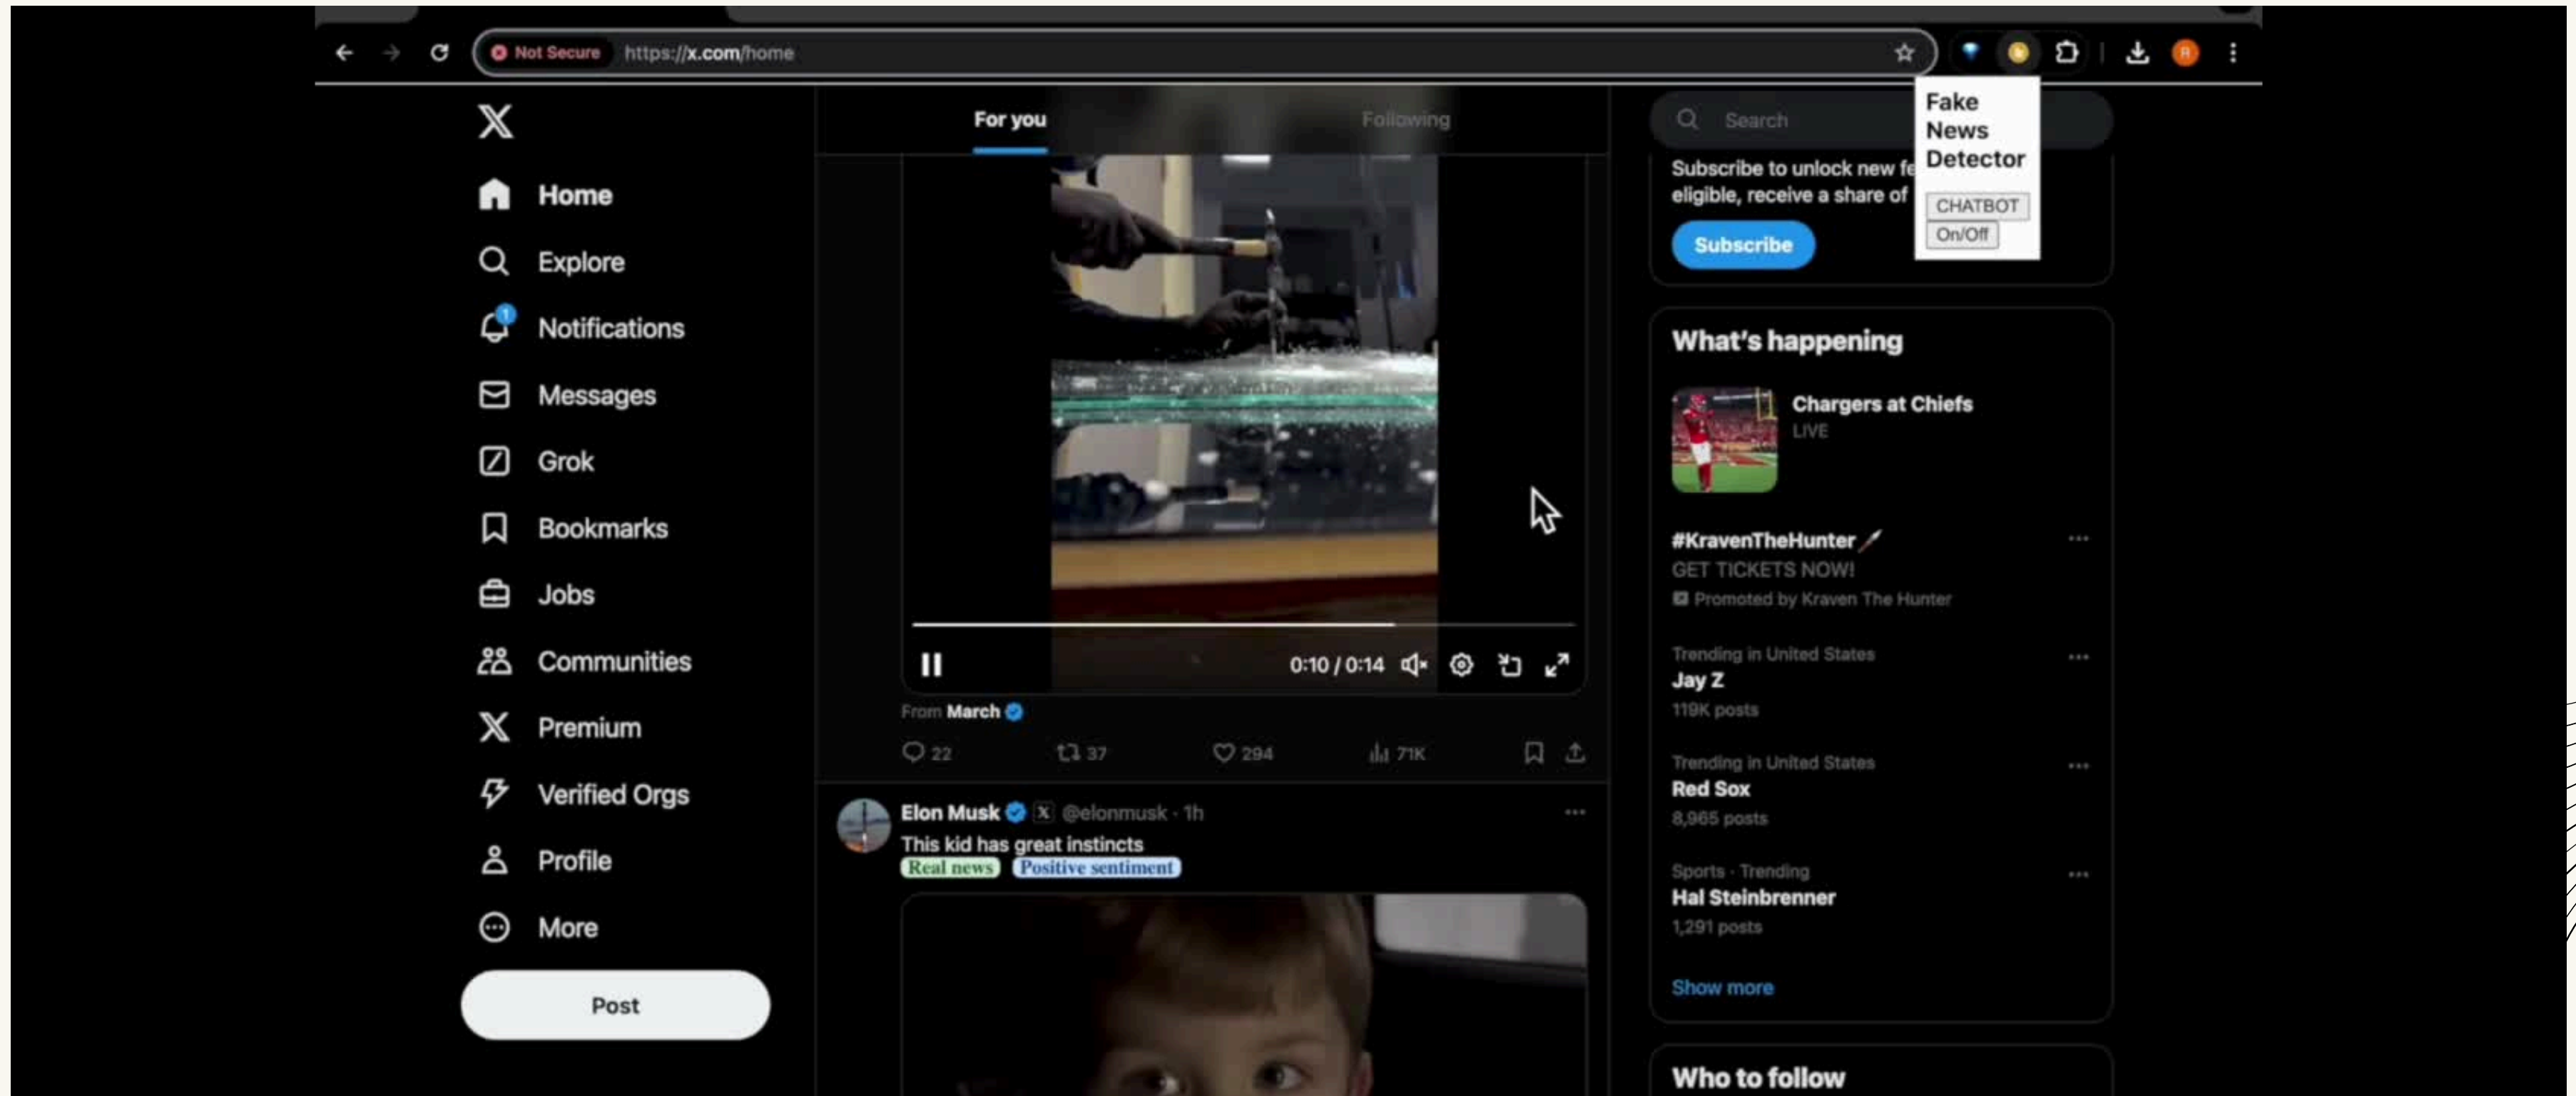 Not Secure https://x.com/home
Fake
News
Detector
CHATBOT
On/Off
Home
Explore
1
Notifications
Messages
Grok
Bookmarks
Jobs
Communities
Premium
Verified Orgs
Profile
More
Post
For you Following
0:10 / 0:14
From March
22 37 294 71K
Elon Musk @elonmusk · 1h
This kid has great instincts
Real news Positive sentiment
Search
Subscribe to unlock new fe
eligible, receive a share of
Subscribe
What's happening
Chargers at Chiefs
LIVE
#KravenTheHunter
GET TICKETS NOW!
Promoted by Kraven The Hunter
Trending in United States
Jay Z
119K posts
Trending in United States
Red Sox
8,965 posts
Sports · Trending
Hal Steinbrenner
1,291 posts
Show more
Who to follow